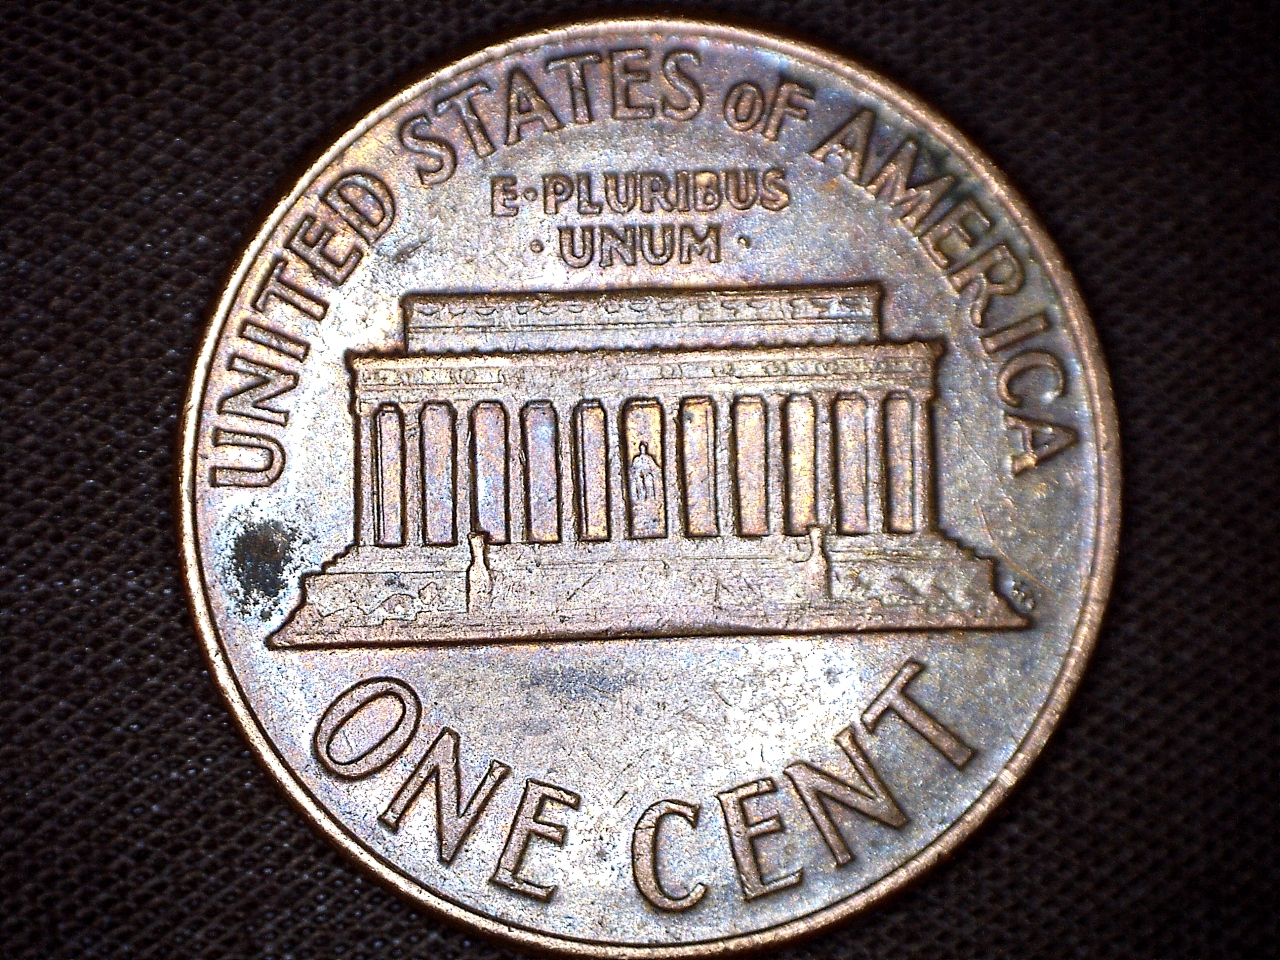 UNITED STATES OF AMERICA
E·PLURIBUS
·UNUM·
ONE CENT